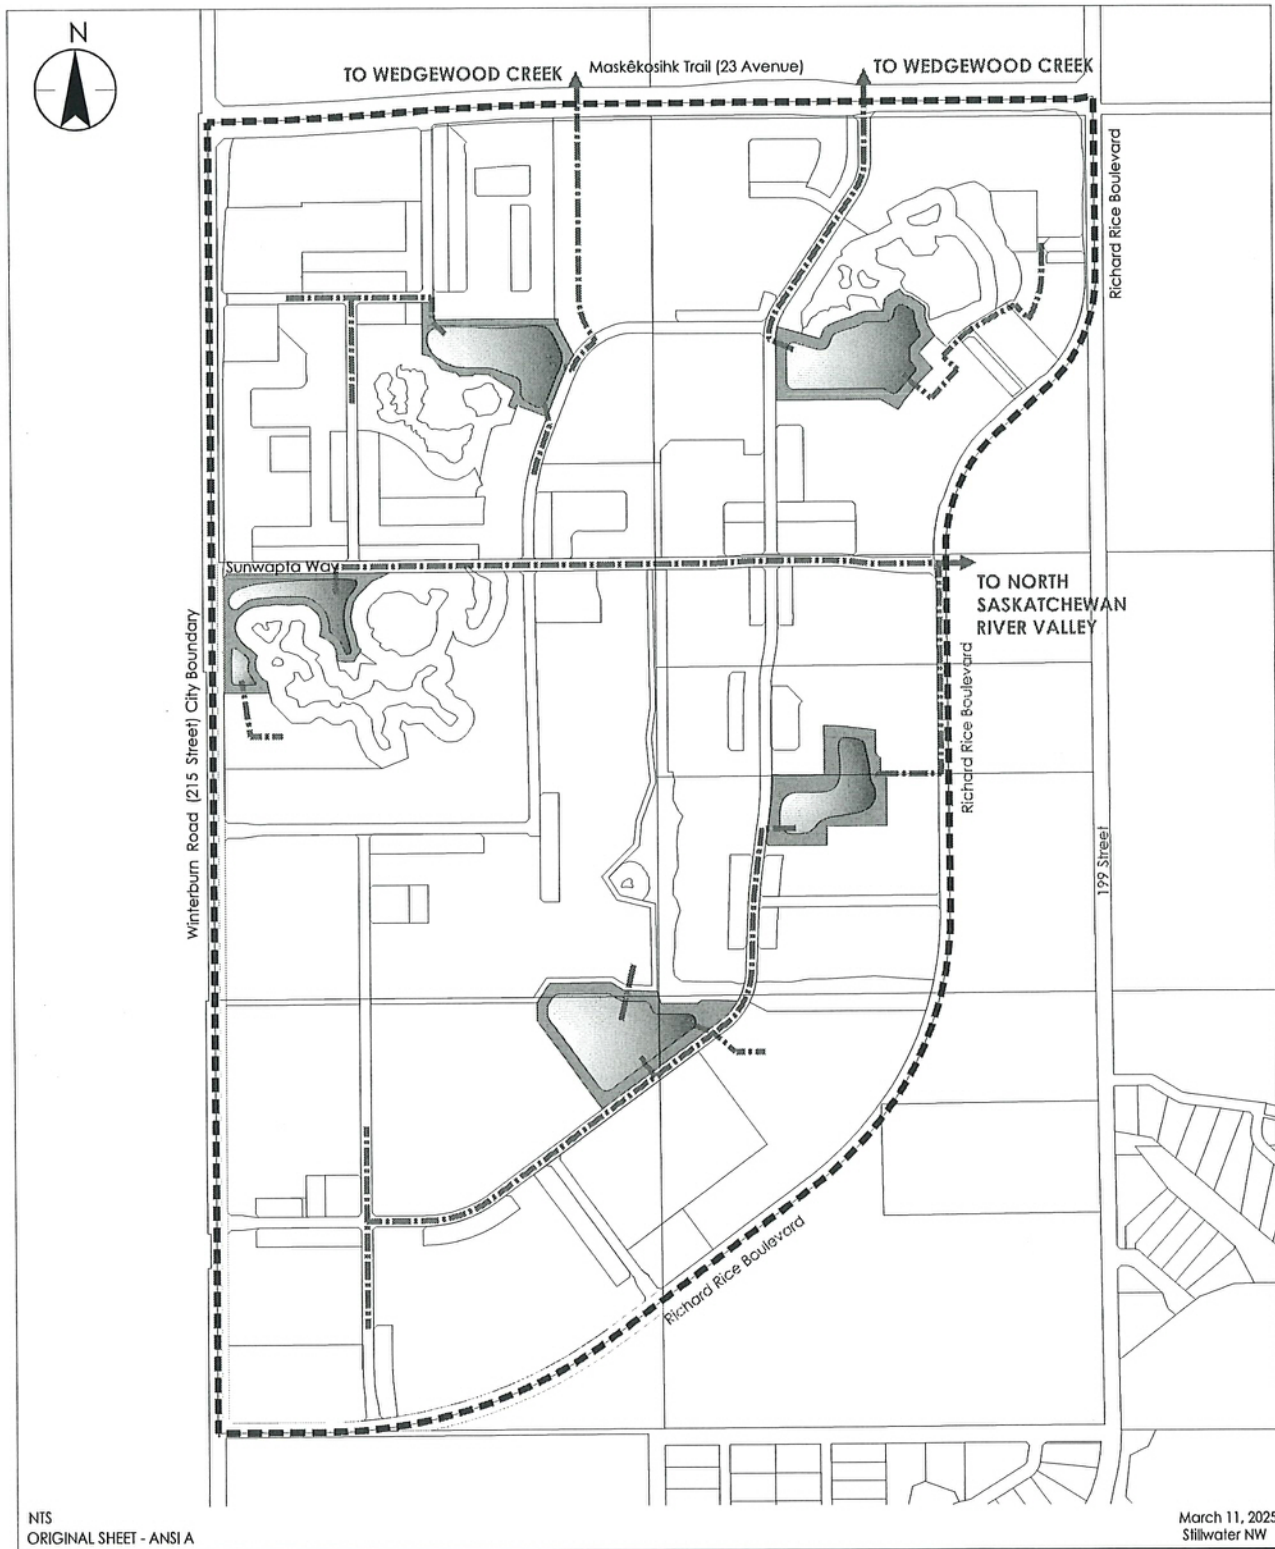 N
TO WEDGEWOOD CREEK
Maskêkosihk Trail (23 Avenue)
TO WEDGEWOOD CREEK
Richard Rice Boulevard
Sunwapta Way
TO NORTH
SASKATCHEWAN
RIVER VALLEY
Winterburn Road (215 Street) City Boundary
Richard Rice Boulevard
199 Street
Richard Rice Boulevard
NTS
ORIGINAL SHEET - ANSI A
March 11, 2025
Stillwater NW